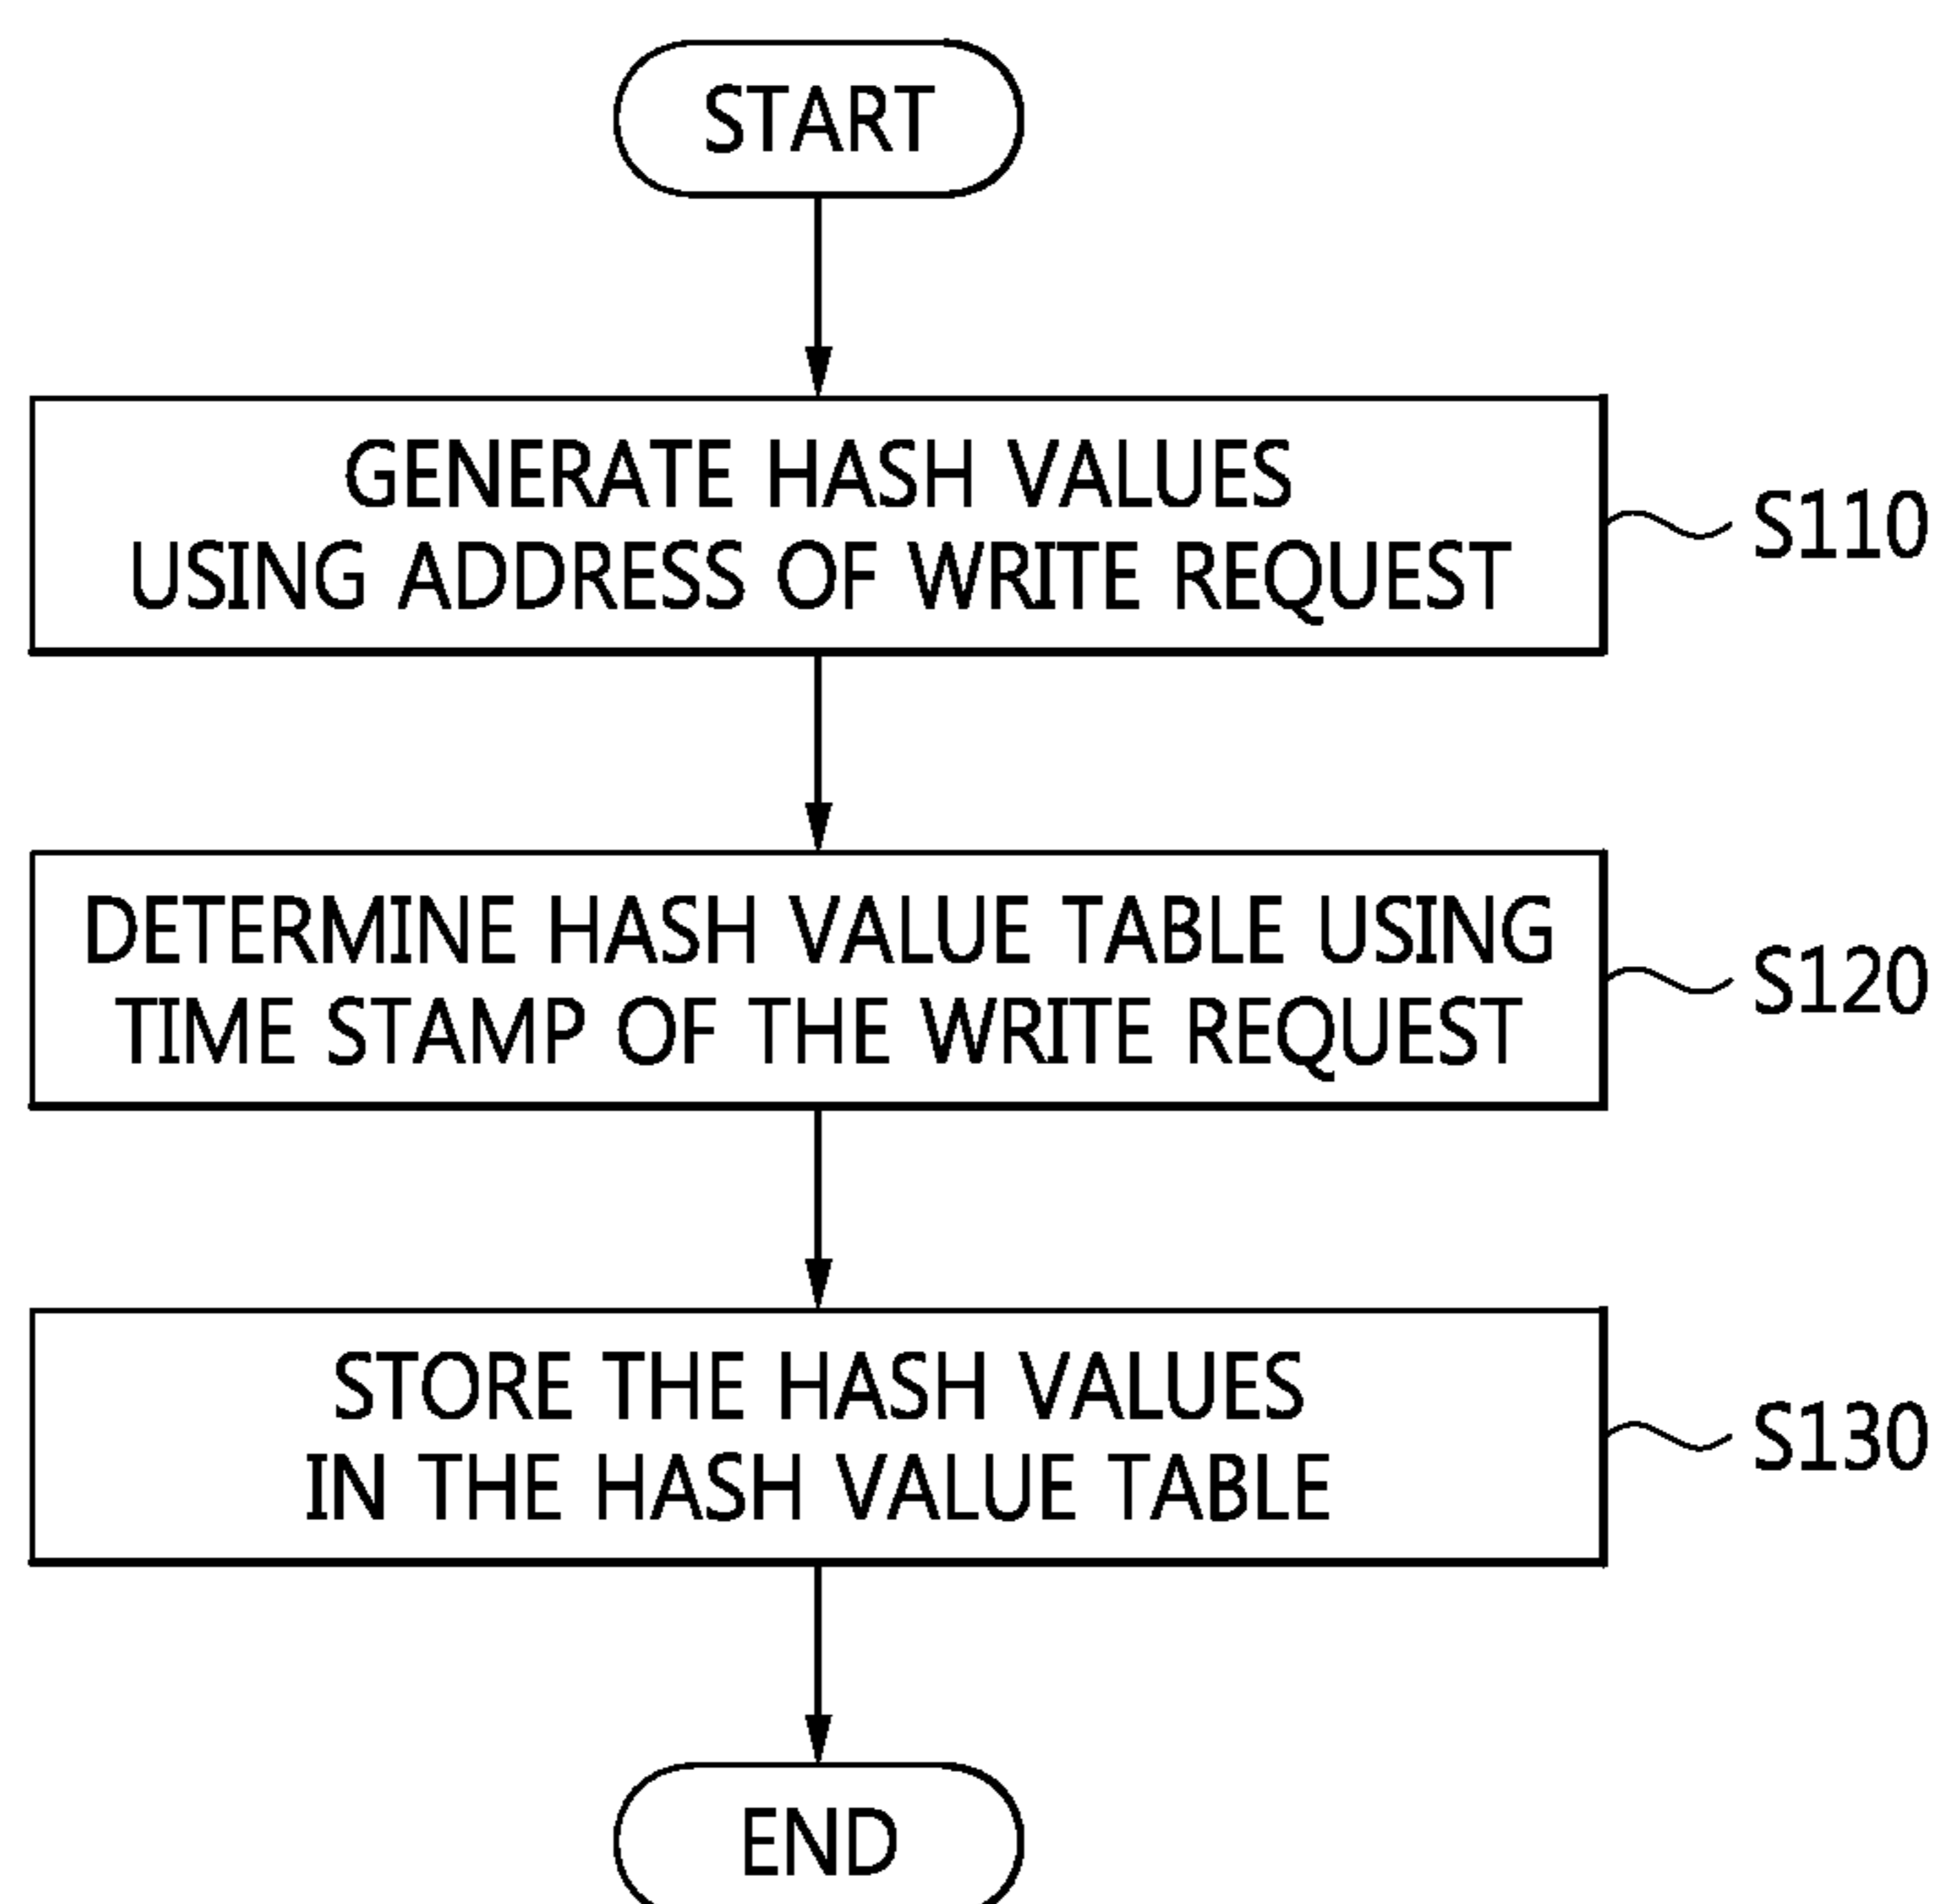 START
GENERATE HASH VALUES
USING ADDRESS OF WRITE REQUEST
S110
DETERMINE HASH VALUE TABLE USING
TIME STAMP OF THE WRITE REQUEST
S120
STORE THE HASH VALUES
IN THE HASH VALUE TABLE
S130
END